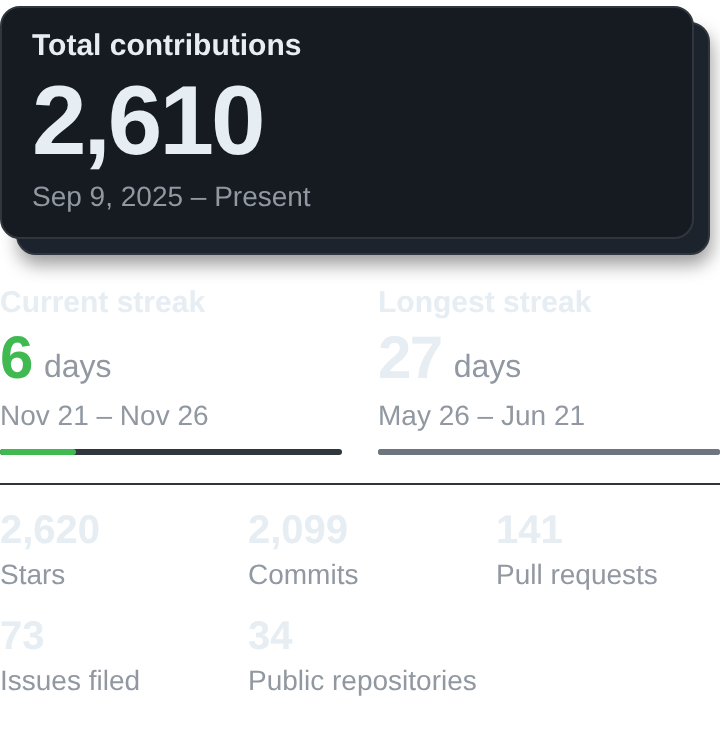 Total contributions
2,610
Sep 9, 2025 – Present
Current streak
6 days
Nov 21 – Nov 26
Longest streak
27 days
May 26 – Jun 21
2,620
Stars
2,099
Commits
141
Pull requests
73
Issues filed
34
Public repositories